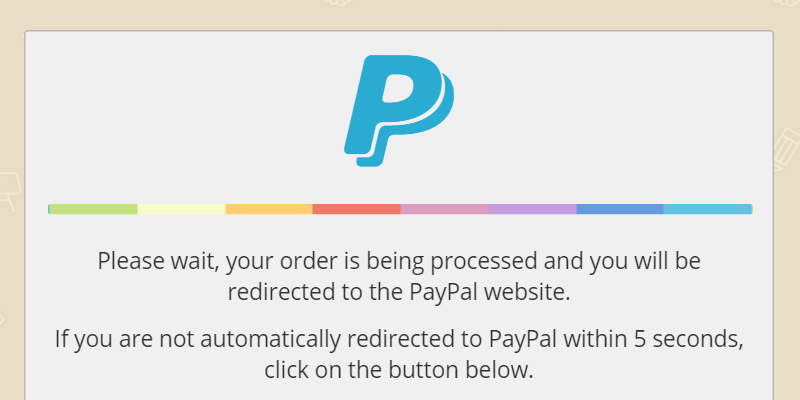 Please wait, your order is being processed and you will be
redirected to the PayPal website.
If you are not automatically redirected to PayPal within 5 seconds,
click on the button below.